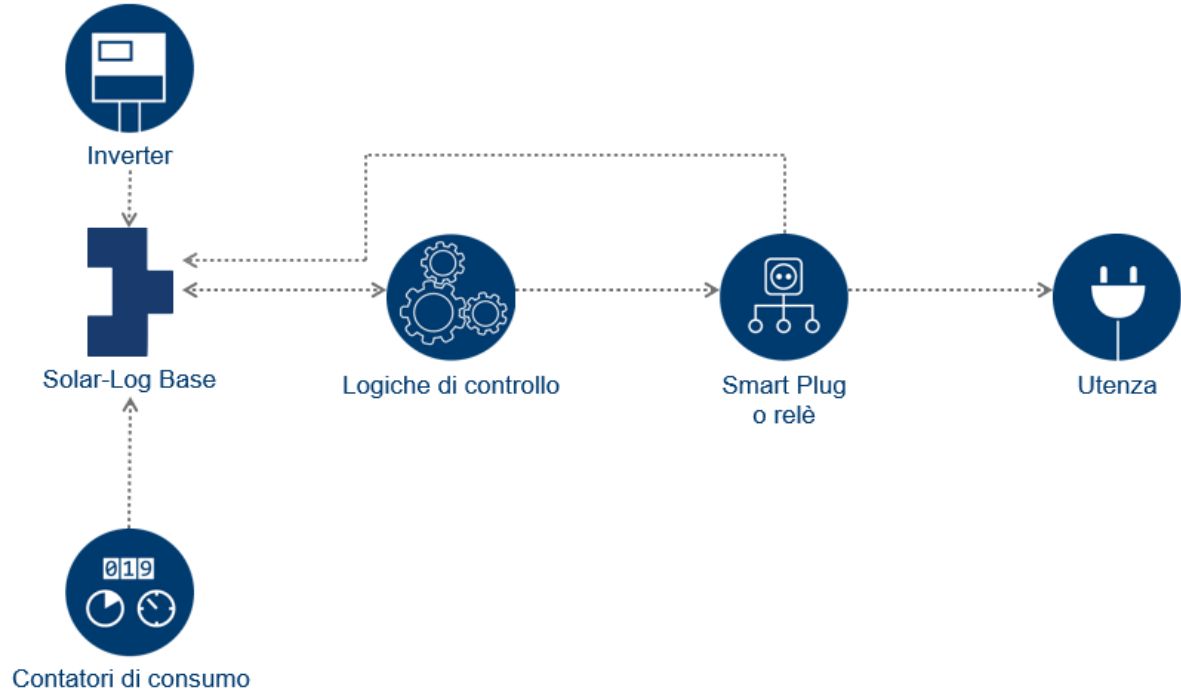 Inverter
Solar-Log Base
Logiche di controllo
Smart Plug
o relè
Utenza
019
Contatori di consumo